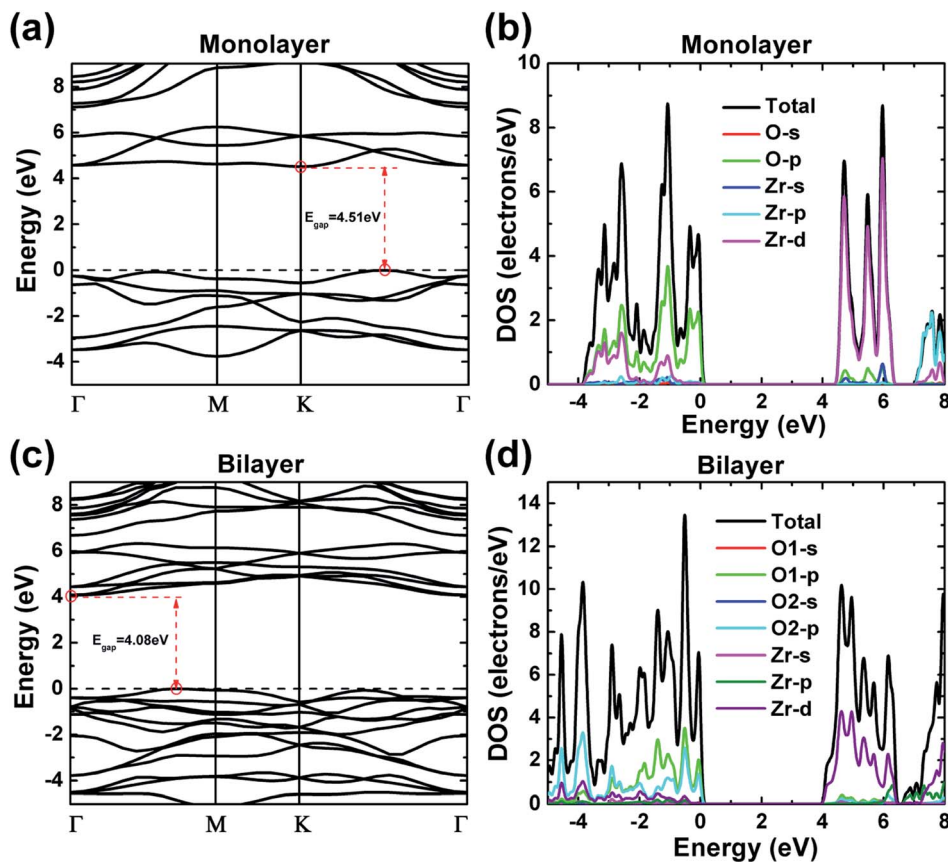 (a)
Monolayer
Energy (eV)
8
6
4
2
0
-2
-4
E_gap=4.51eV
Γ M K Γ
(b)
Monolayer
DOS (electrons/eV)
10
8
6
4
2
0
Total
O-s
O-p
Zr-s
Zr-p
Zr-d
-4 -2 0 2 4 6 8
Energy (eV)
(c)
Bilayer
Energy (eV)
8
6
4
2
0
-2
-4
E_gap=4.08eV
Γ M K Γ
(d)
Bilayer
DOS (electrons/eV)
15
14
12
10
8
6
4
2
0
Total
O1-s
O1-p
O2-s
O2-p
Zr-s
Zr-p
Zr-d
-4 -2 0 2 4 6 8
Energy (eV)